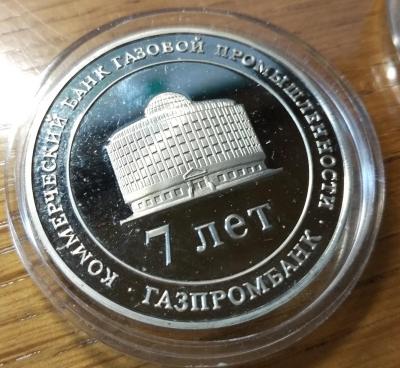 КОММЕРЧЕСКИЙ БАНК ГАЗОВОЙ ПРОМЫШЛЕННОСТИ
· ГАЗПРОМБАНК ·
7 лет